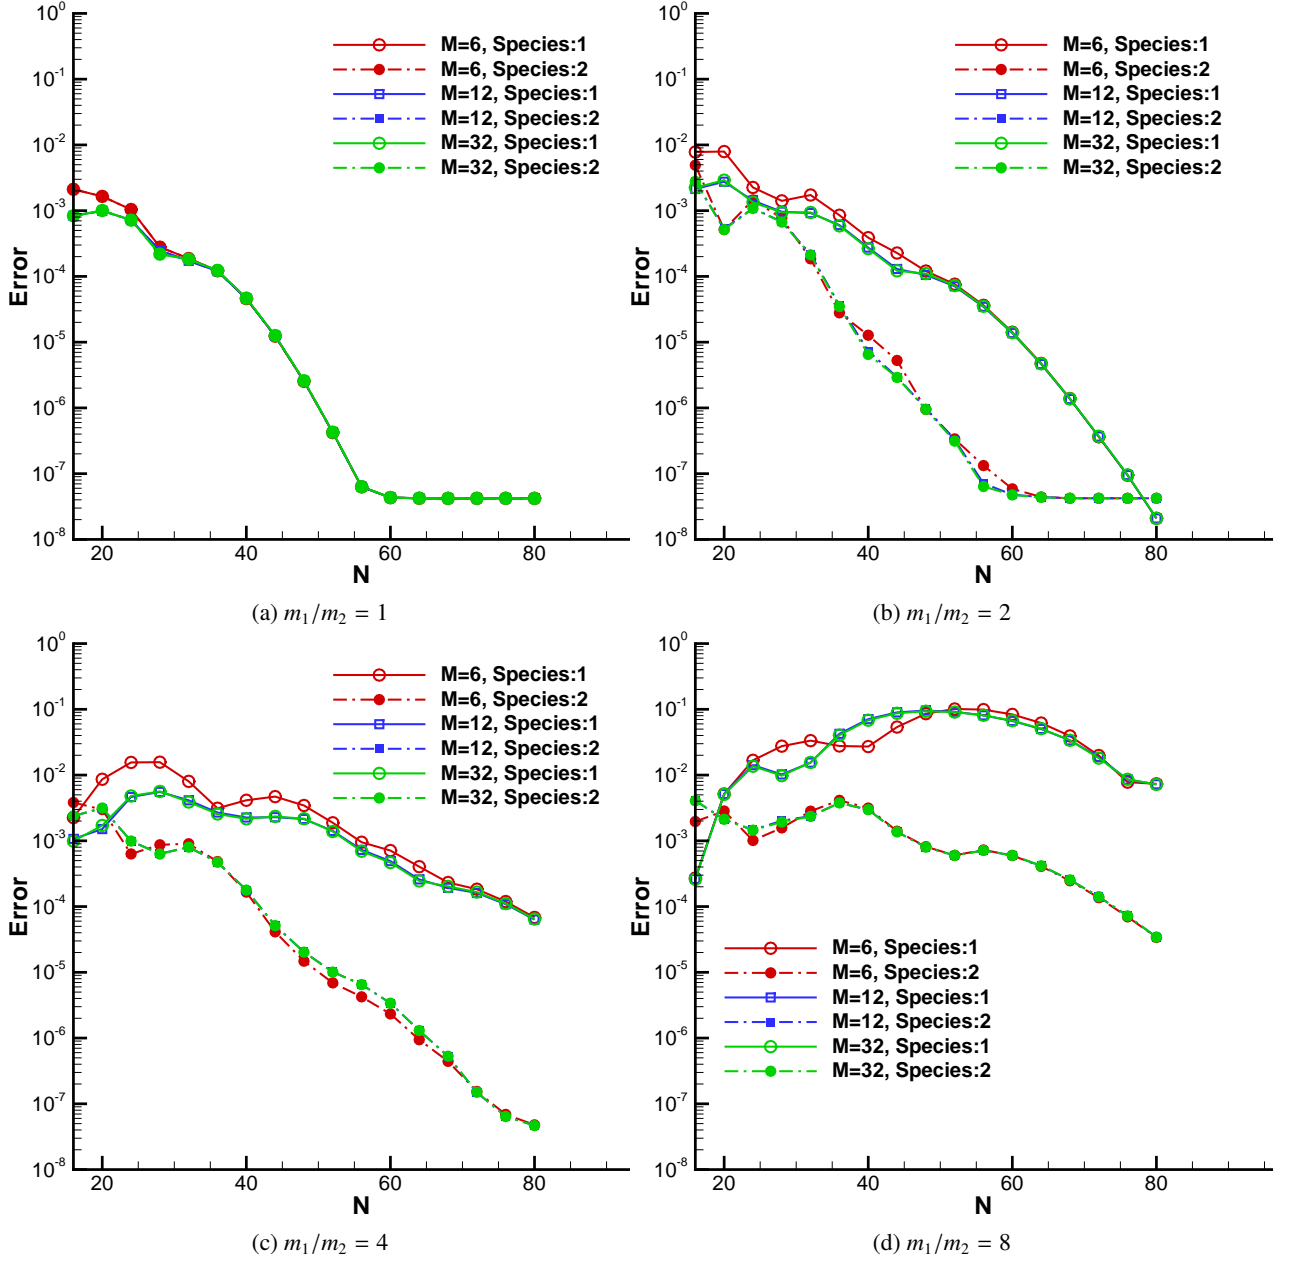 10^0
10^-1
10^-2
10^-3
10^-4
10^-5
10^-6
10^-7
10^-8
Error
20 40 60 80
N
M=6, Species:1
M=6, Species:2
M=12, Species:1
M=12, Species:2
M=32, Species:1
M=32, Species:2
(a) m₁/m₂ = 1
10^0
10^-1
10^-2
10^-3
10^-4
10^-5
10^-6
10^-7
10^-8
Error
20 40 60 80
N
M=6, Species:1
M=6, Species:2
M=12, Species:1
M=12, Species:2
M=32, Species:1
M=32, Species:2
(b) m₁/m₂ = 2
10^0
10^-1
10^-2
10^-3
10^-4
10^-5
10^-6
10^-7
10^-8
Error
20 40 60 80
N
M=6, Species:1
M=6, Species:2
M=12, Species:1
M=12, Species:2
M=32, Species:1
M=32, Species:2
(c) m₁/m₂ = 4
10^0
10^-1
10^-2
10^-3
10^-4
10^-5
10^-6
10^-7
10^-8
Error
20 40 60 80
N
M=6, Species:1
M=6, Species:2
M=12, Species:1
M=12, Species:2
M=32, Species:1
M=32, Species:2
(d) m₁/m₂ = 8